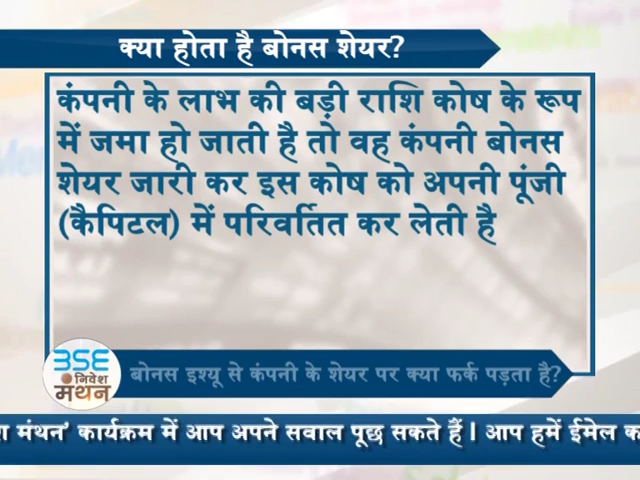 क्या होता है बोनस शेयर?
कंपनी के लाभ की बड़ी राशि कोष के रूप
में जमा हो जाती है तो वह कंपनी बोनस
शेयर जारी कर इस कोष को अपनी पूंजी
(कैपिटल) में परिवर्तित कर लेती है
BSE
निवेश
मंथन
बोनस इश्यू से कंपनी के शेयर पर क्या फर्क पड़ता है?
मंथन' कार्यक्रम में आप अपने सवाल पूछ सकते हैं। आप हमें ईमेल